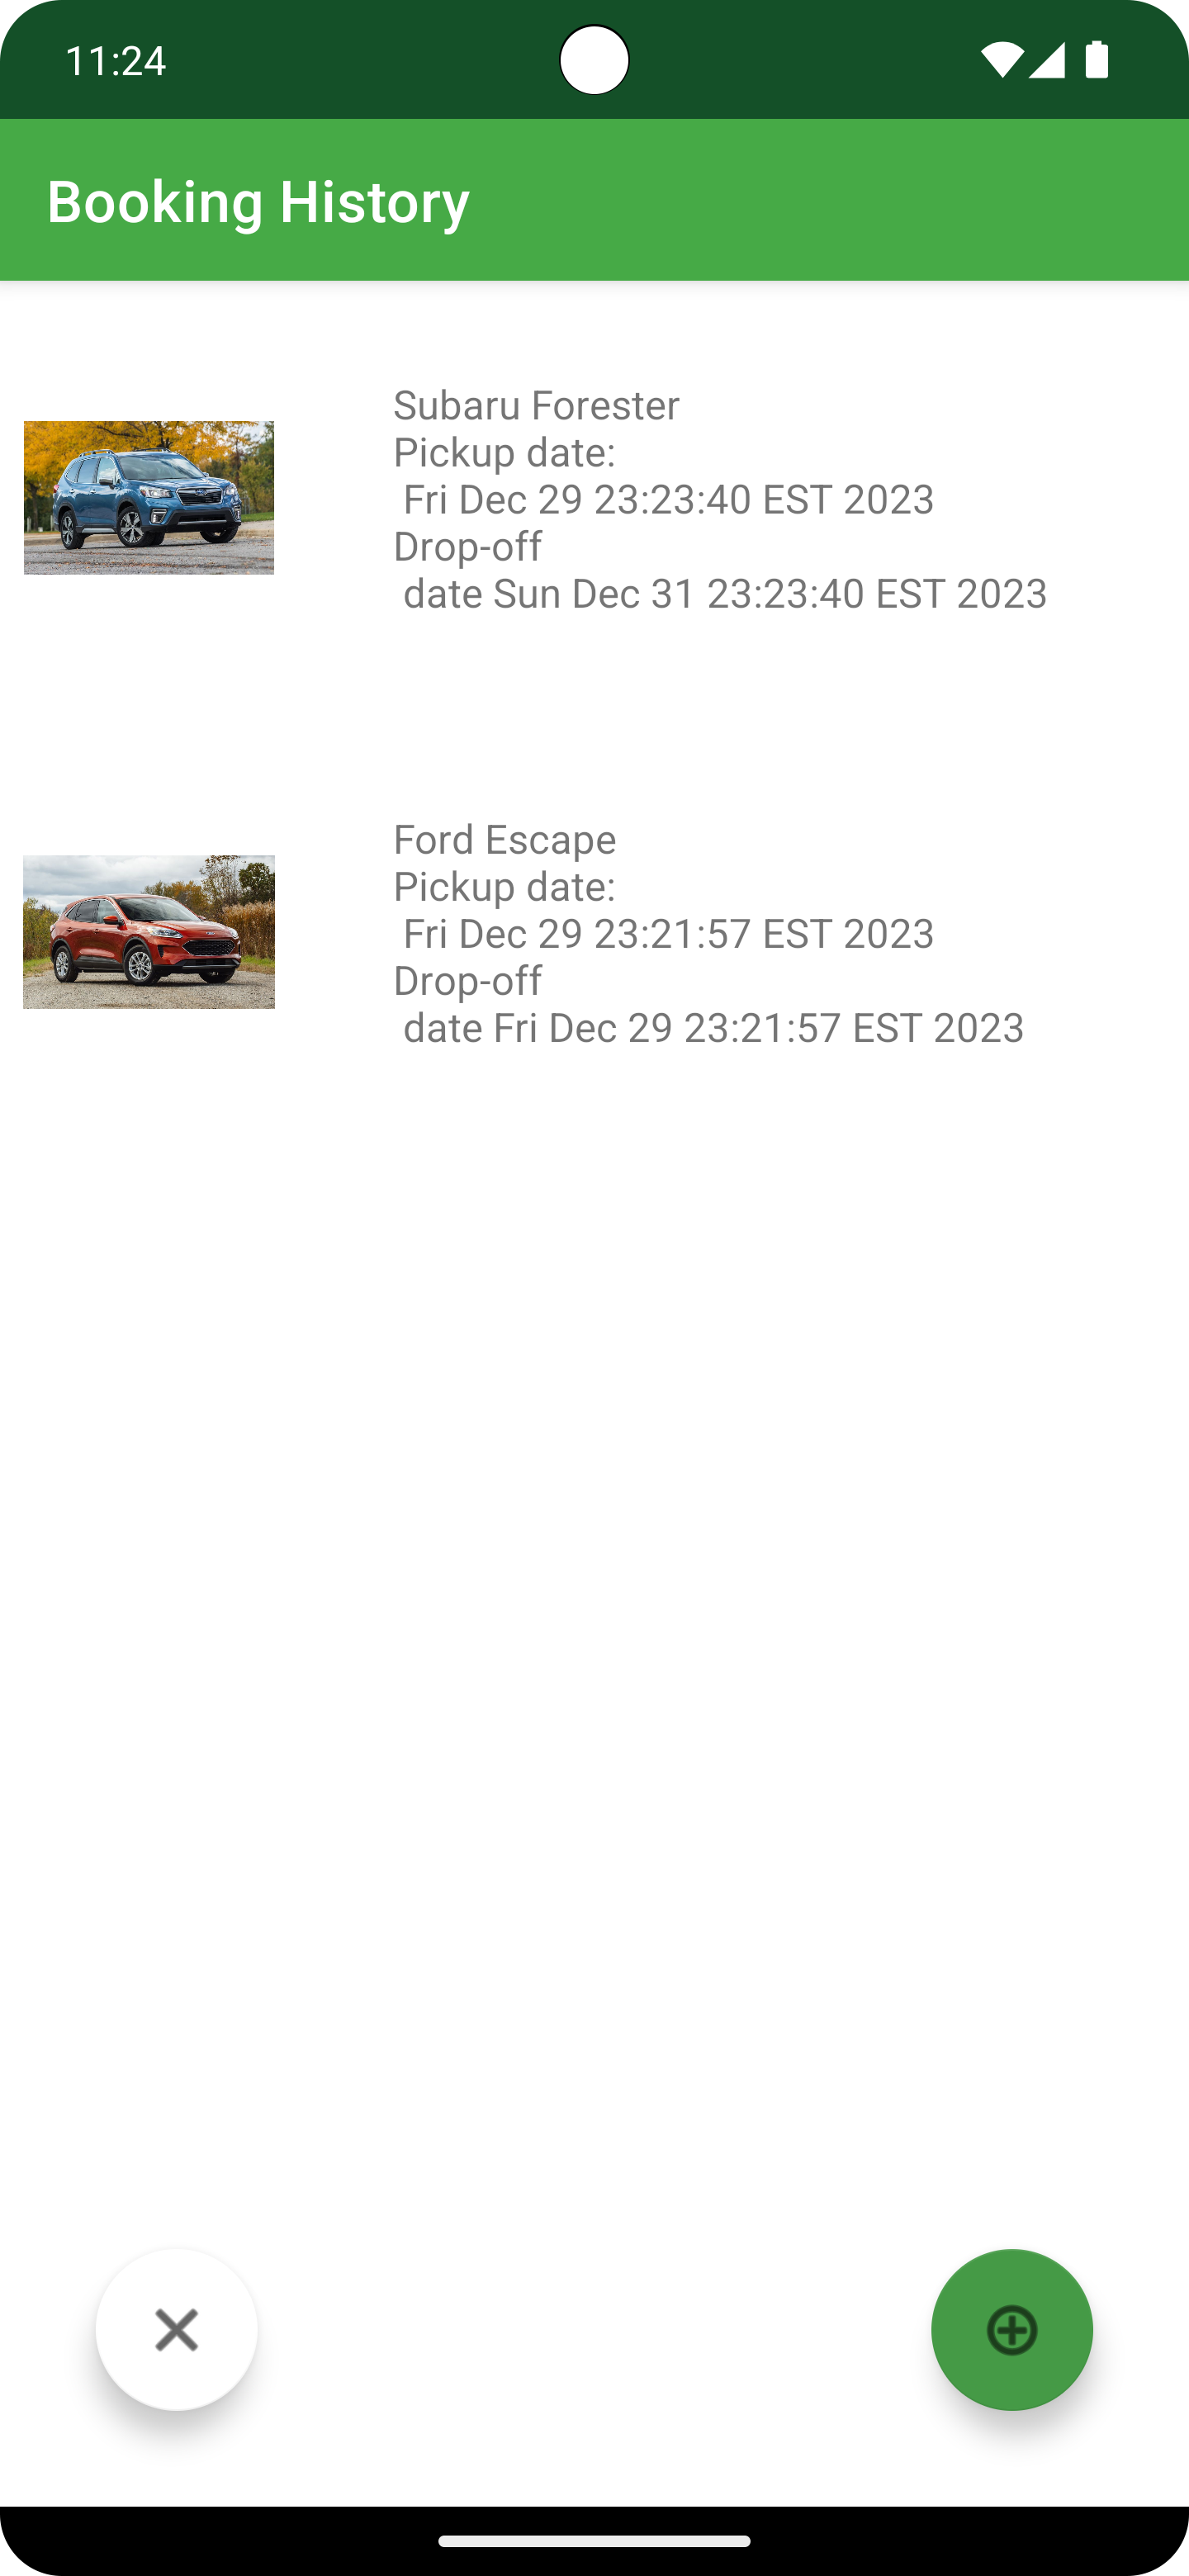 11:24
Booking History
Subaru Forester
Pickup date:
Fri Dec 29 23:23:40 EST 2023
Drop-off
date Sun Dec 31 23:23:40 EST 2023
Ford Escape
Pickup date:
Fri Dec 29 23:21:57 EST 2023
Drop-off
date Fri Dec 29 23:21:57 EST 2023